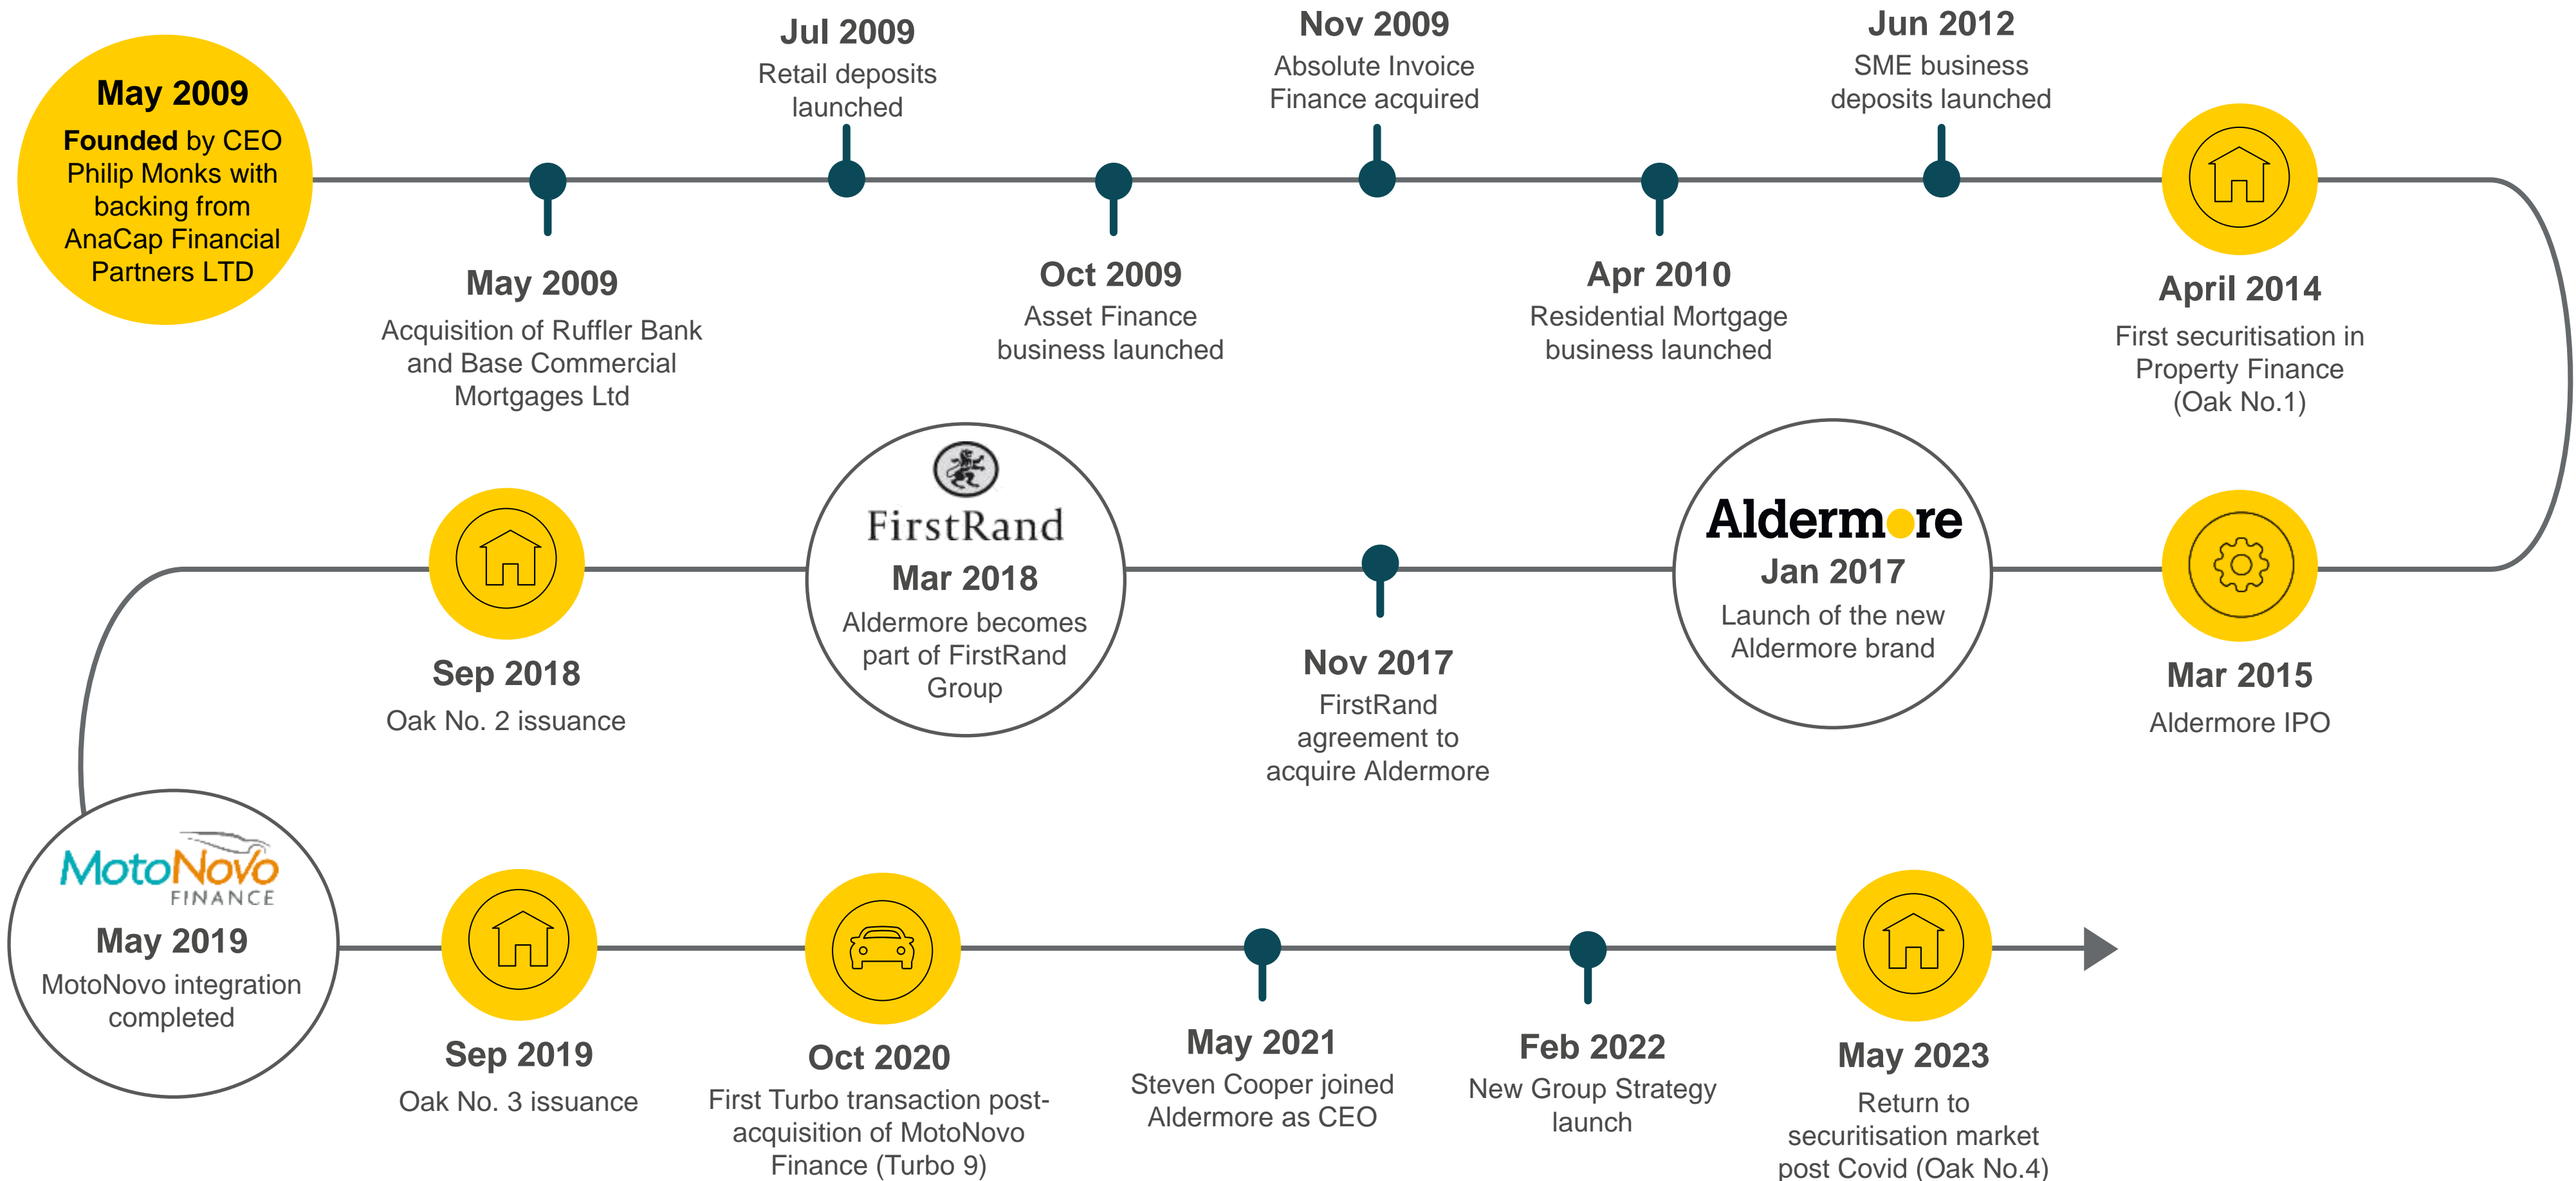 May 2009
Founded by CEO
Philip Monks with
backing from
AnaCap Financial
Partners LTD
May 2009
Acquisition of Ruffler Bank
and Base Commercial
Mortgages Ltd
Jul 2009
Retail deposits
launched
Oct 2009
Asset Finance
business launched
Nov 2009
Absolute Invoice
Finance acquired
Apr 2010
Residential Mortgage
business launched
Jun 2012
SME business
deposits launched
April 2014
First securitisation in
Property Finance
(Oak No.1)
Mar 2015
Aldermore IPO
Aldermore
Jan 2017
Launch of the new
Aldermore brand
Nov 2017
FirstRand
agreement to
acquire Aldermore
FirstRand
Mar 2018
Aldermore becomes
part of FirstRand
Group
Sep 2018
Oak No. 2 issuance
MotoNovo
FINANCE
May 2019
MotoNovo integration
completed
Sep 2019
Oak No. 3 issuance
Oct 2020
First Turbo transaction post-
acquisition of MotoNovo
Finance (Turbo 9)
May 2021
Steven Cooper joined
Aldermore as CEO
Feb 2022
New Group Strategy
launch
May 2023
Return to
securitisation market
post Covid (Oak No.4)